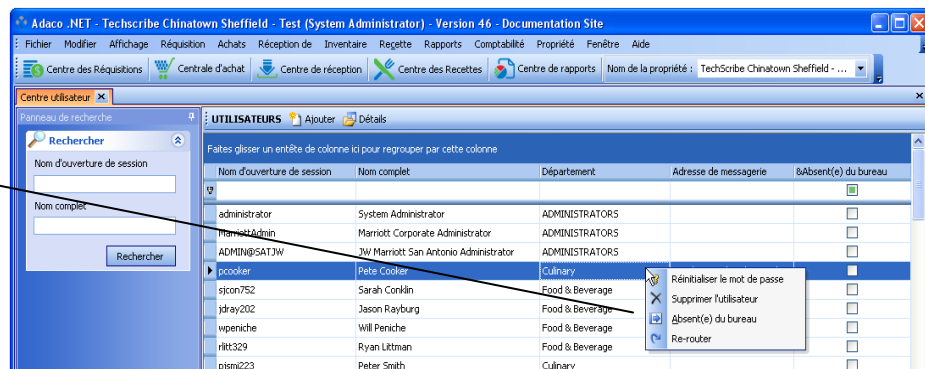 Adaco .NET - Techscribe Chinatown Sheffield - Test (System Administrator) - Version 46 - Documentation Site
Fichier Modifier Affichage Réquisition Achats Réception de Inventaire Reçette Rapports Comptabilité Propriété Fenêtre Aide
Centre des Réquisitions Centrale d'achat Centre de réception Centre des Recettes Centre de rapports Nom de la propriété : TechScribe Chinatown Sheffield - ...
Centre utilisateur
Panneau de recherche
Rechercher
Nom d'ouverture de session
Nom complet
Rechercher
UTILISATEURS Ajouter Détails
Faites glisser un entête de colonne ici pour regrouper par cette colonne
Nom d'ouverture de session Nom complet Département Adresse de messagerie &Absent(e) du bureau
administrator System Administrator ADMINISTRATORS
MarriottAdmin Marriott Corporate Administrator ADMINISTRATORS
ADMIN@SATJW JW Marriott San Antonio Administrator ADMINISTRATORS
pcooker Pete Cooker Culinary
sjcon752 Sarah Conklin Food & Beverage
jdray202 Jason Rayburg Food & Beverage
wpeniche Will Peniche Food & Beverage
rlitt329 Ryan Littman Food & Beverage
pismi223 Peter Smith Culinary
Réinitialiser le mot de passe
Supprimer l'utilisateur
Absent(e) du bureau
Re-router